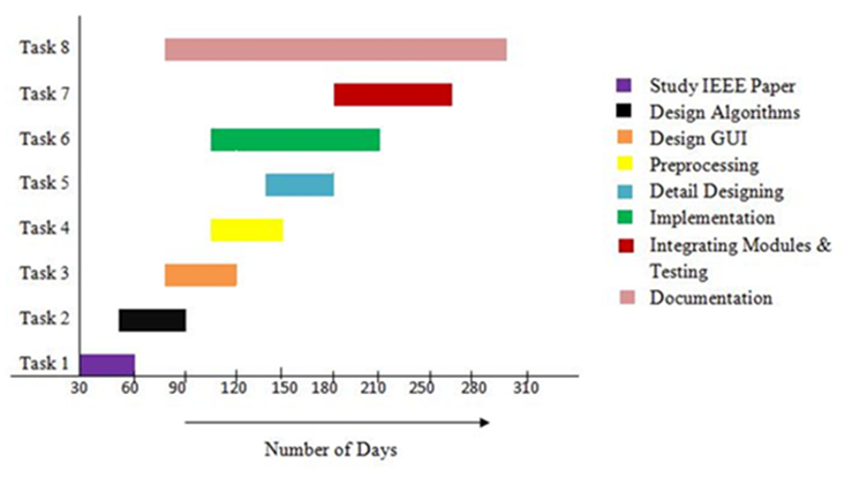 Task 8
Task 7
Task 6
Task 5
Task 4
Task 3
Task 2
Task 1
30 60 90 120 150 180 210 250 280 310
Number of Days
Study IEEE Paper
Design Algorithms
Design GUI
Preprocessing
Detail Designing
Implementation
Integrating Modules &
Testing
Documentation